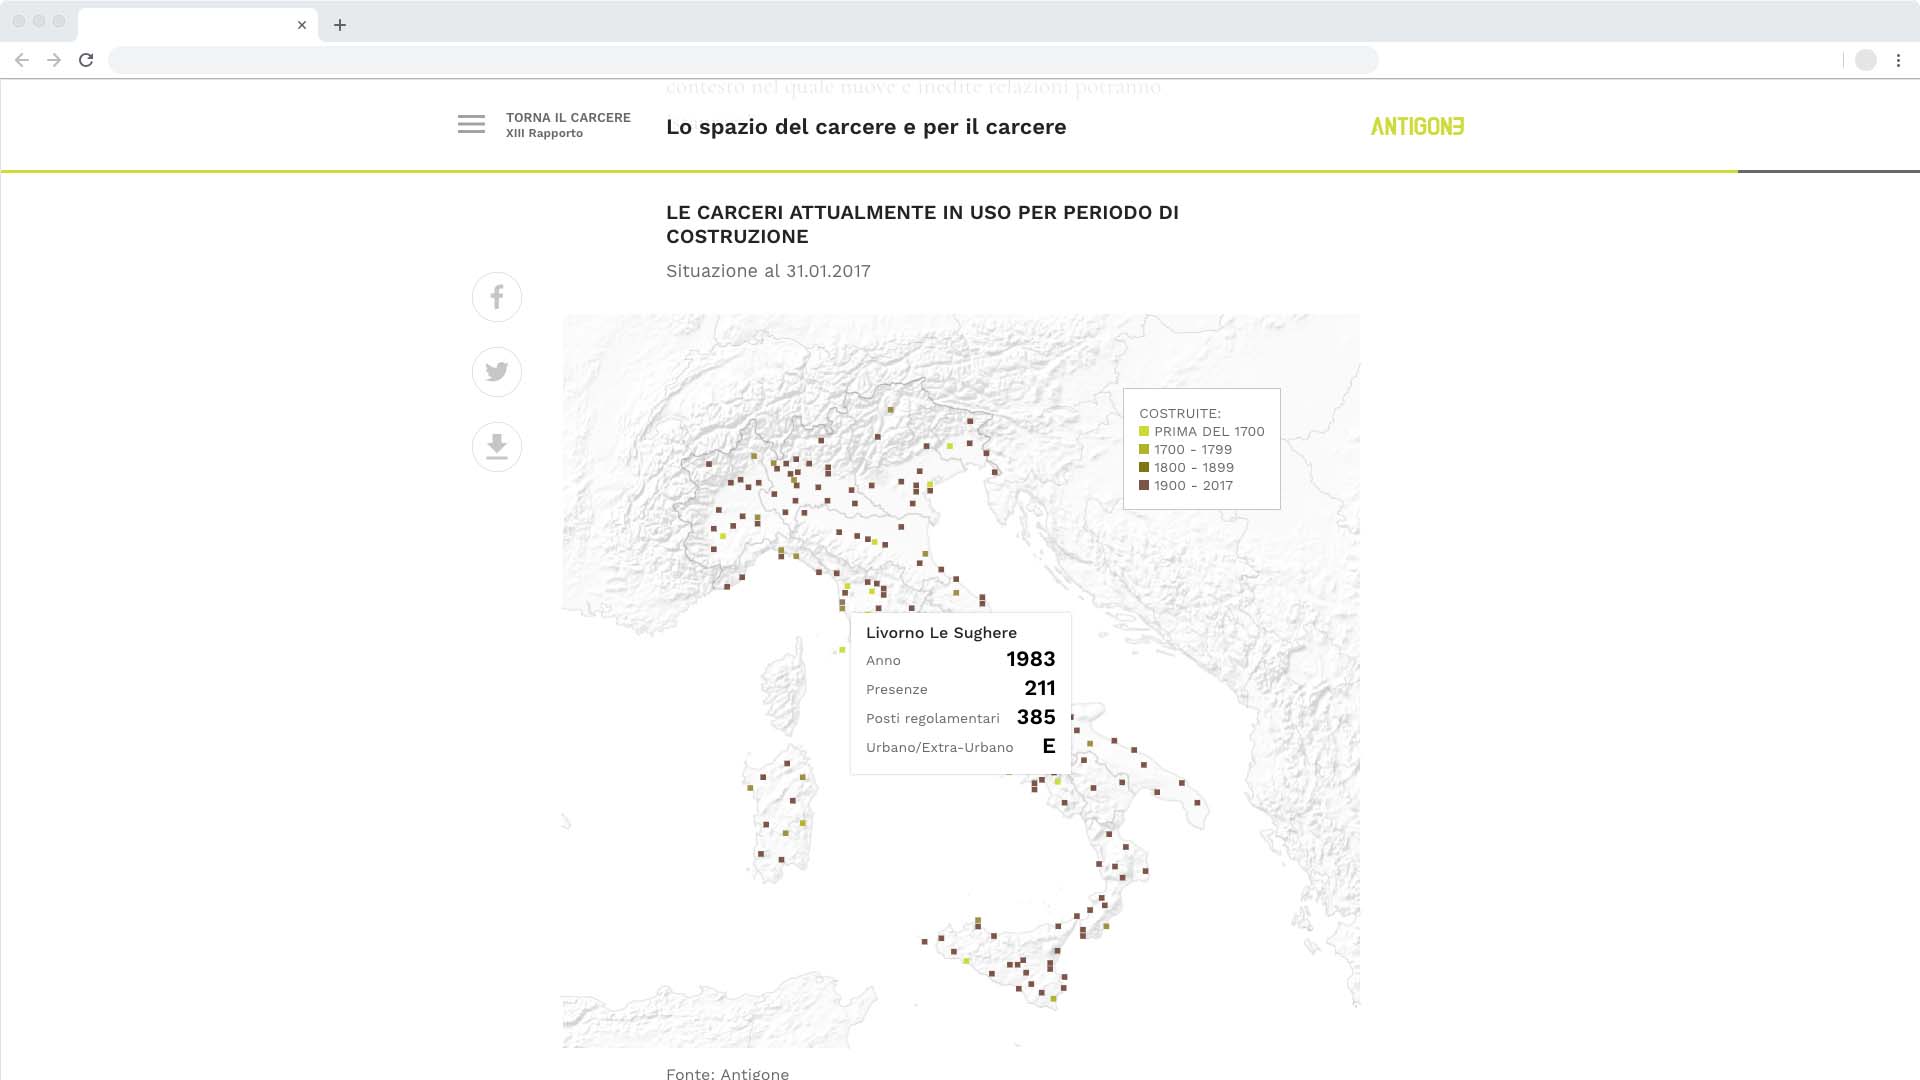 contesto nel quale nuove e inedite relazioni potranno
TORNA IL CARCERE
XIII Rapporto
Lo spazio del carcere e per il carcere
ANTIGONE
LE CARCERI ATTUALMENTE IN USO PER PERIODO DI
COSTRUZIONE
Situazione al 31.01.2017
COSTRUITE:
PRIMA DEL 1700
1700 - 1799
1800 - 1899
1900 - 2017
Livorno Le Sughere
Anno 1983
Presenze 211
Posti regolamentari 385
Urbano/Extra-Urbano E
Fonte: Antigone